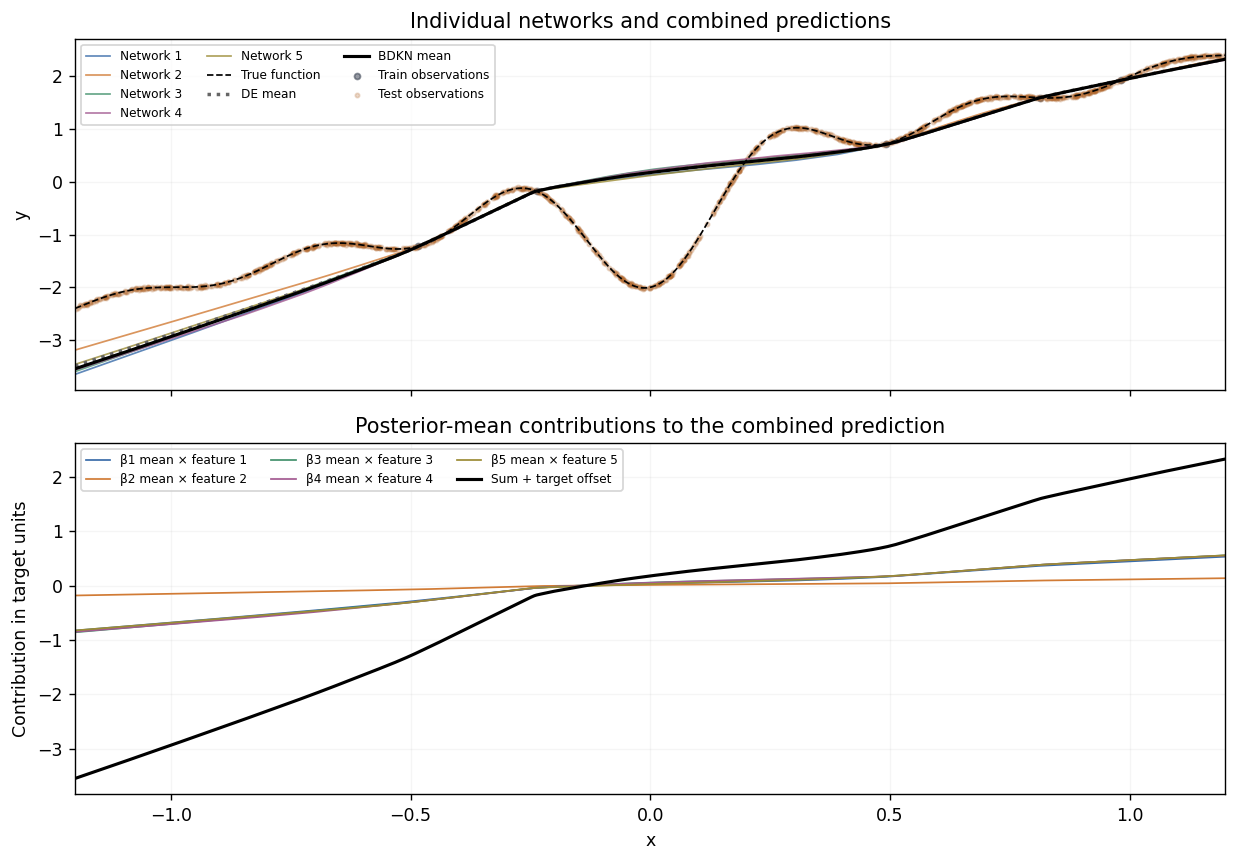 Individual networks and combined predictions
Network 1
Network 2
Network 3
Network 4
Network 5
True function
DE mean
BDKN mean
Train observations
Test observations
2
1
0
−1
−2
−3
y
Posterior-mean contributions to the combined prediction
β1 mean × feature 1
β2 mean × feature 2
β3 mean × feature 3
β4 mean × feature 4
β5 mean × feature 5
Sum + target offset
2
1
0
−1
−2
−3
Contribution in target units
−1.0 −0.5 0.0 0.5 1.0
x